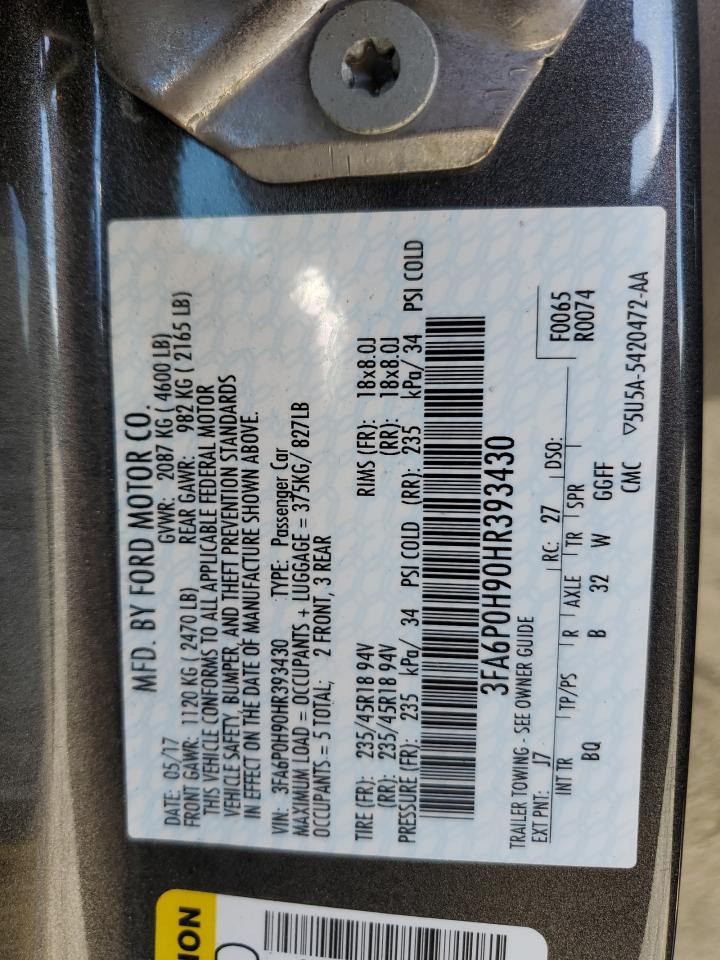 MFD. BY FORD MOTOR CO.
DATE: 05/17 GVWR: 2087 KG ( 4600 LB)
FRONT GAWR: 1120 KG ( 2470 LB) REAR GAWR: 982 KG ( 2165 LB)
THIS VEHICLE CONFORMS TO ALL APPLICABLE FEDERAL MOTOR
VEHICLE SAFETY, BUMPER, AND THEFT PREVENTION STANDARDS
IN EFFECT ON THE DATE OF MANUFACTURE SHOWN ABOVE.
VIN: 3FA6P0H90HR393430 TYPE: Passenger Car
MAXIMUM LOAD = OCCUPANTS + LUGGAGE = 375KG/ 827LB
OCCUPANTS = 5 TOTAL; 2 FRONT, 3 REAR
TIRE (FR): 235/45R18 94V RIMS (FR): 18x8.0J
(RR): 235/45R18 94V (RR): 18x8.0J
PRESSURE (FR): 235 kPa/ 34 PSI COLD (RR): 235 kPa/ 34 PSI COLD
3FA6P0H90HR393430
TRAILER TOWING - SEE OWNER GUIDE
EXT PNT: J7 RC: 27 DSO: F0065
INT TR TP/PS R AXLE TR SPR R0074
BQ B 32 W GGFF
CMC ▽5U5A-5420472-AA
ION